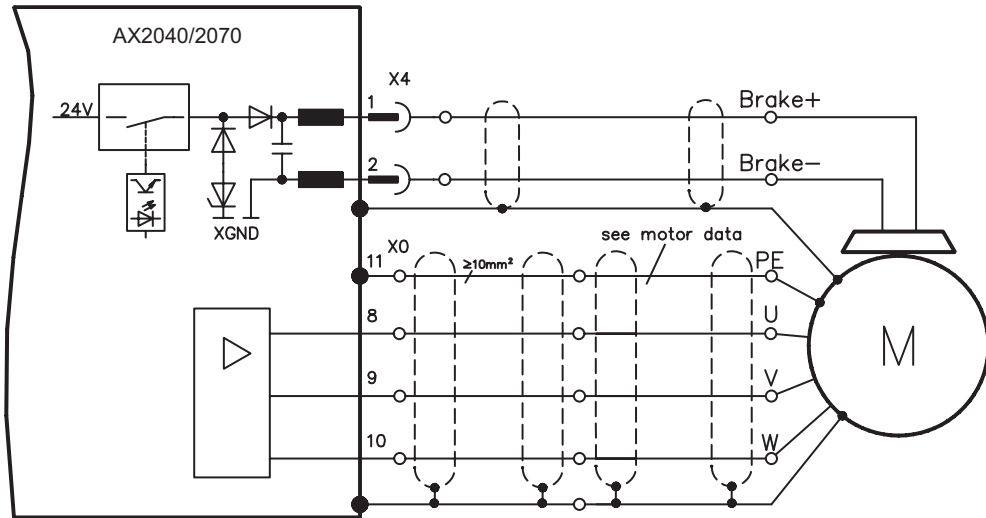 AX2040/2070
X4
24V
1
Brake+
2
Brake-
XGND
see motor data
X0
11
≥10mm²
PE
8
U
M
9
V
10
W